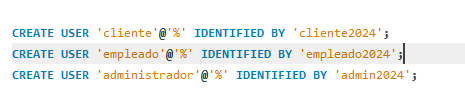 CREATE USER 'cliente'@'%' IDENTIFIED BY 'cliente2024';
CREATE USER 'empleado'@'%' IDENTIFIED BY 'empleado2024';
CREATE USER 'administrador'@'%' IDENTIFIED BY 'admin2024';